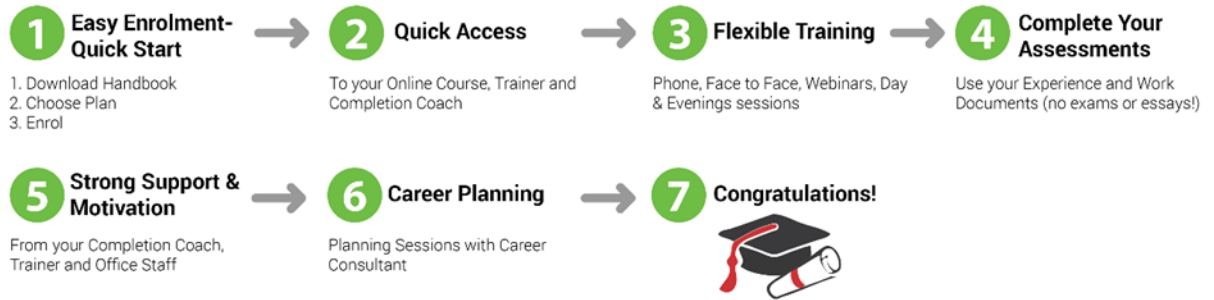 1 Easy Enrolment-
Quick Start
1. Download Handbook
2. Choose Plan
3. Enrol
2 Quick Access
To your Online Course, Trainer and
Completion Coach
3 Flexible Training
Phone, Face to Face, Webinars, Day
& Evenings sessions
4 Complete Your
Assessments
Use your Experience and Work
Documents (no exams or essays!)
5 Strong Support &
Motivation
From your Completion Coach,
Trainer and Office Staff
6 Career Planning
Planning Sessions with Career
Consultant
7 Congratulations!